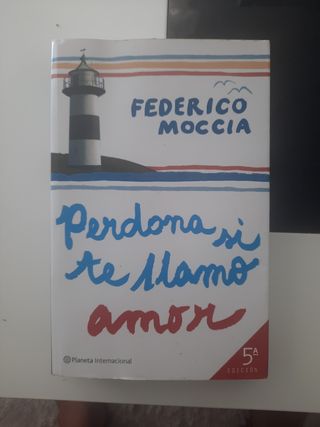 FEDERICO
MOCCIA
Perdona si
te llamo
amor
Planeta Internacional
5ª
EDICIÓN